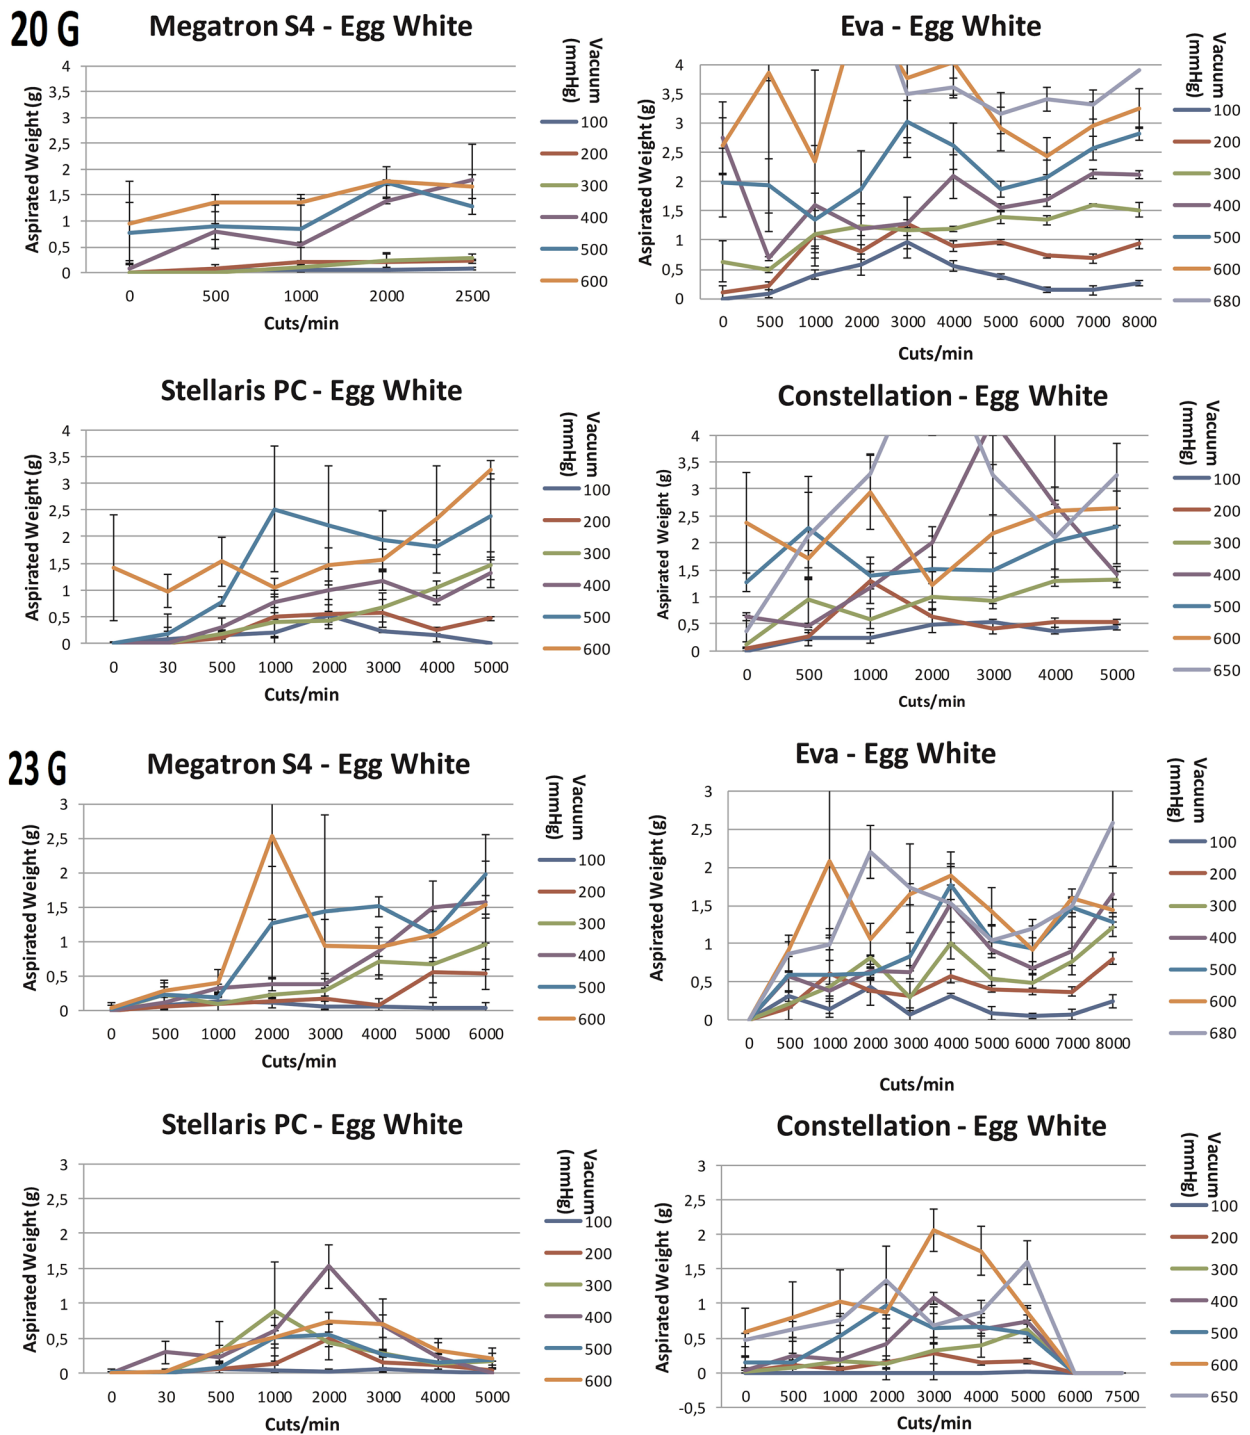 20 G
Megatron S4 - Egg White
Aspirated Weight (g)
4
3,5
3
2,5
2
1,5
1
0,5
0
0 500 1000 2000 2500
Cuts/min
Vacuum
(mmHg)
100
200
300
400
500
600
Eva - Egg White
Aspirated Weight (g)
4
3,5
3
2,5
2
1,5
1
0,5
0
0 500 1000 2000 3000 4000 5000 6000 7000 8000
Cuts/min
Vacuum
(mmHg)
100
200
300
400
500
600
680
Stellaris PC - Egg White
Aspirated Weight (g)
4
3,5
3
2,5
2
1,5
1
0,5
0
0 30 500 1000 2000 3000 4000 5000
Cuts/min
Vacuum
(mmHg)
100
200
300
400
500
600
Constellation - Egg White
Aspirated Weight (g)
4
3,5
3
2,5
2
1,5
1
0,5
0
0 500 1000 2000 3000 4000 5000
Cuts/min
Vacuum
(mmHg)
100
200
300
400
500
600
650
23 G
Megatron S4 - Egg White
Aspirated Weight (g)
3
2,5
2
1,5
1
0,5
0
0 500 1000 2000 3000 4000 5000 6000
Cuts/min
Vacuum
(mmHg)
100
200
300
400
500
600
Eva - Egg White
Aspirated Weight (g)
3
2,5
2
1,5
1
0,5
0
0 500 1000 2000 3000 4000 5000 6000 7000 8000
Cuts/min
Vacuum
(mmHg)
100
200
300
400
500
600
680
Stellaris PC - Egg White
Aspirated Weight (g)
3
2,5
2
1,5
1
0,5
0
0 30 500 1000 2000 3000 4000 5000
Cuts/min
Vacuum
(mmHg)
100
200
300
400
500
600
Constellation - Egg White
Aspirated Weight (g)
3
2,5
2
1,5
1
0,5
0
-0,5
0 500 1000 2000 3000 4000 5000 6000 7500
Cuts/min
Vacuum
(mmHg)
100
200
300
400
500
600
650